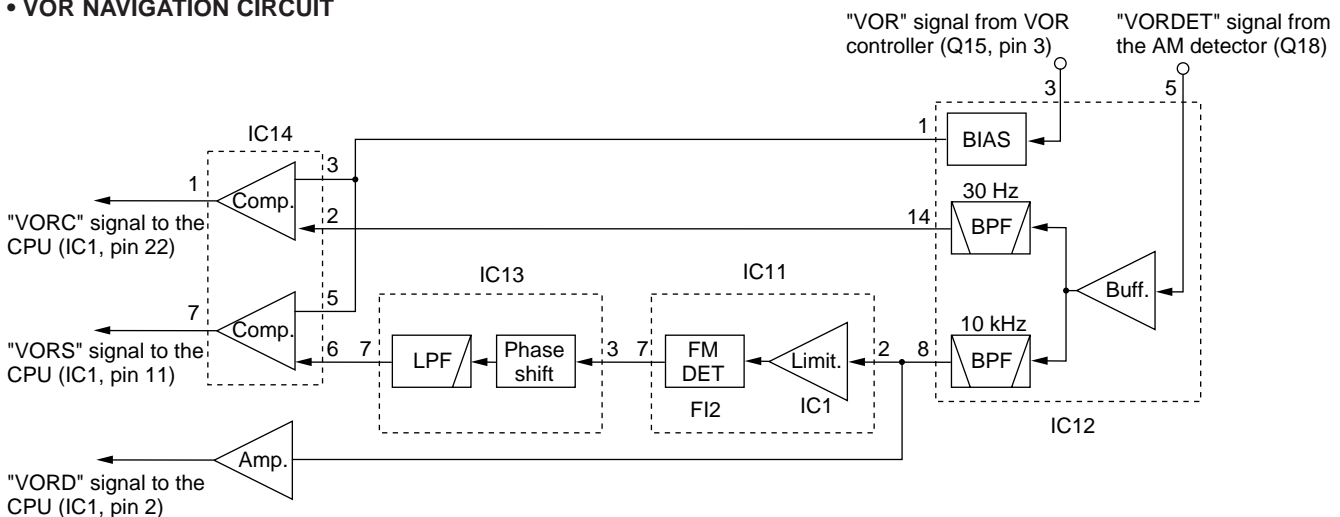 • VOR NAVIGATION CIRCUIT
"VOR" signal from VOR
controller (Q15, pin 3)
"VORDET" signal from
the AM detector (Q18)
3
5
IC14
1
BIAS
3
1
Comp.
30 Hz
2
14
BPF
"VORC" signal to the
CPU (IC1, pin 22)
IC13
IC11
Buff.
5
7
Comp.
10 kHz
6
7
LPF
Phase
shift
3
7
FM
DET
Limit.
2
8
BPF
"VORS" signal to the
CPU (IC1, pin 11)
FI2
IC1
IC12
Amp.
"VORD" signal to the
CPU (IC1, pin 2)